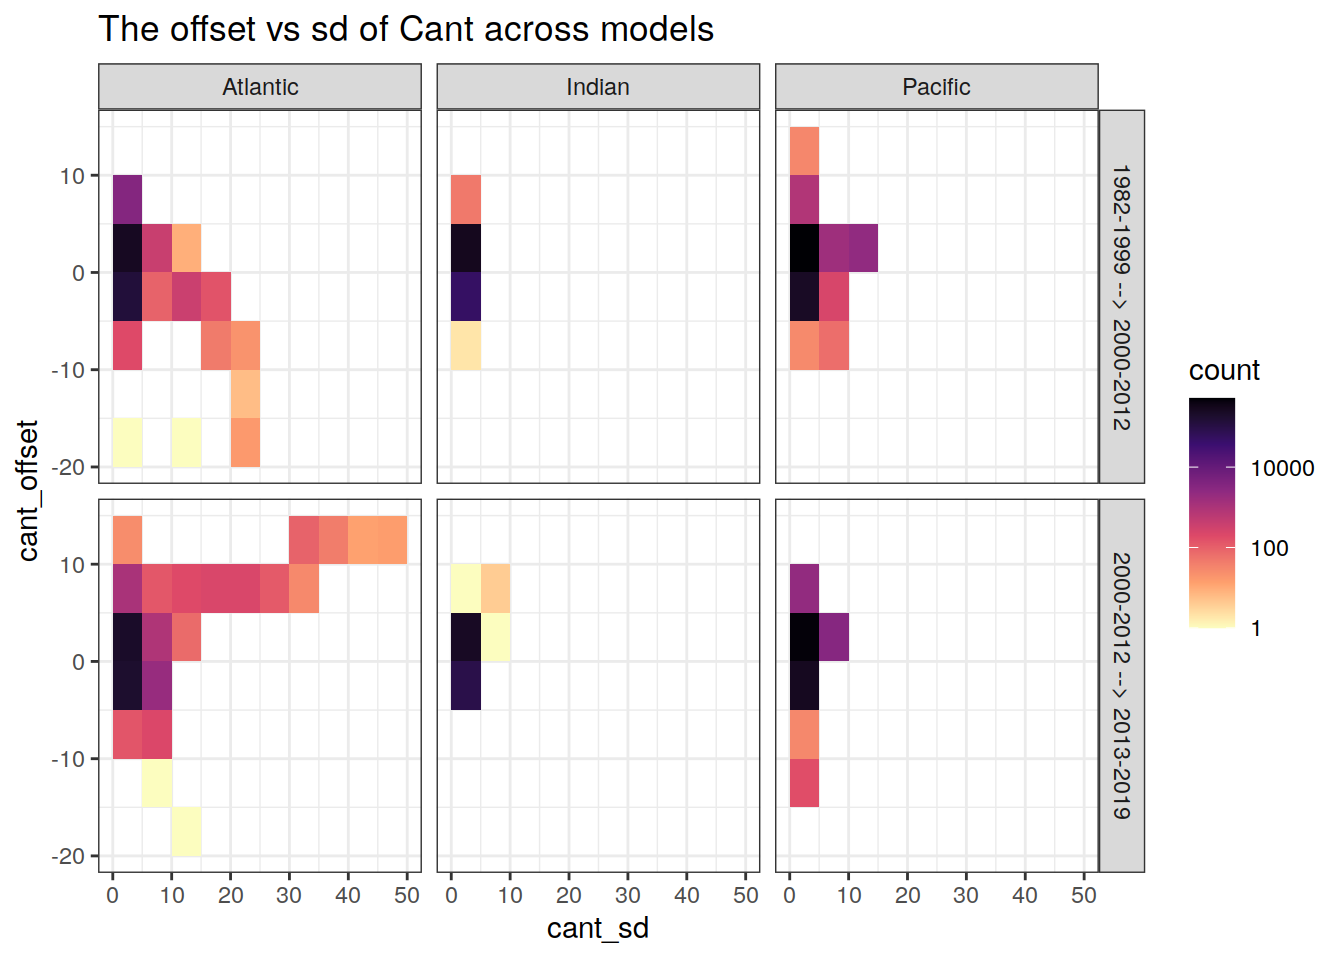 The offset vs sd of Cant across models
Atlantic
Indian
Pacific
10
0
-10
-20
1982-1999 --> 2000-2012
10
0
-10
-20
2000-2012 --> 2013-2019
cant_offset
0 10 20 30 40 50
0 10 20 30 40 50
0 10 20 30 40 50
cant_sd
count
10000
100
1